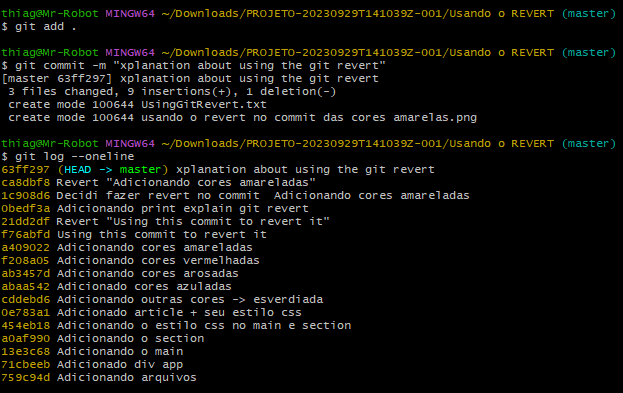 thiag@Mr-Robot MINGW64 ~/Downloads/PROJETO-20230929T141039Z-001/Usando o REVERT (master)
$ git add .
thiag@Mr-Robot MINGW64 ~/Downloads/PROJETO-20230929T141039Z-001/Usando o REVERT (master)
$ git commit -m "xplanation about using the git revert"
[master 63ff297] xplanation about using the git revert
 3 files changed, 9 insertions(+), 1 deletion(-)
 create mode 100644 UsingGitRevert.txt
 create mode 100644 usando o revert no commit das cores amarelas.png
thiag@Mr-Robot MINGW64 ~/Downloads/PROJETO-20230929T141039Z-001/Usando o REVERT (master)
$ git log --oneline
63ff297 (HEAD -> master) xplanation about using the git revert
ca8dbf8 Revert "Adicionando cores amareladas"
1c908d6 Decidi fazer revert no commit  Adicionando cores amareladas
0bedf3a Adicionando print explain git revert
21dd2df Revert "Using this commit to revert it"
f76abfd Using this commit to revert it
a409022 Adicionando cores amareladas
f208a05 Adicionando cores vermelhadas
ab3457d Adicionando cores arosadas
abaa542 Adicionado cores azuladas
cddebd6 Adicionando outras cores -> esverdiada
0e783a1 Adicionando article + seu estilo css
454eb18 Adicionando o estilo css no main e section
a0af990 Adicionando o section
13e3c68 Adicionando o main
71cbeeb Adicionando div app
759c94d Adicionando arquivos